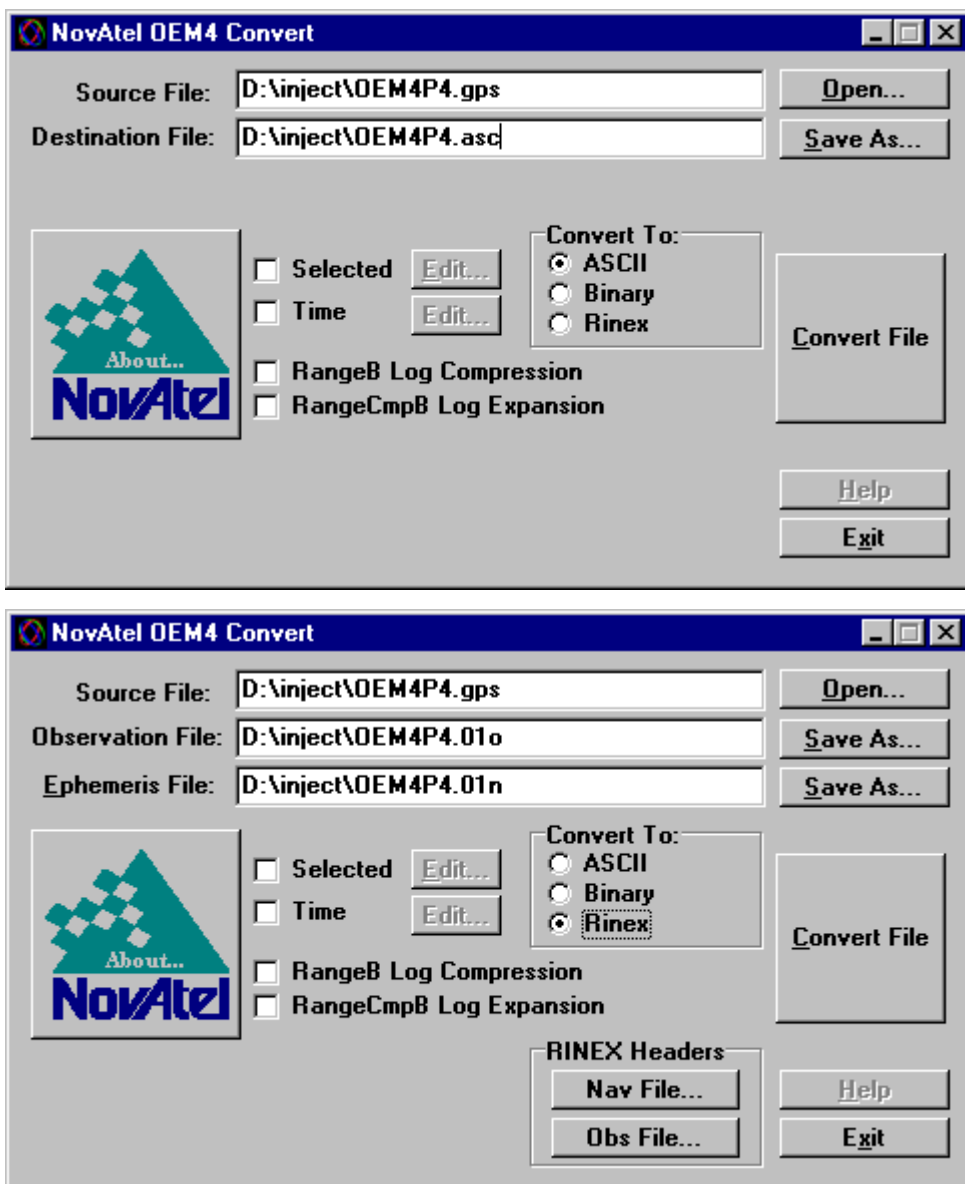 NovAtel OEM4 Convert
Source File: D:\inject\OEM4P4.gps Open...
Destination File: D:\inject\OEM4P4.asc Save As...
Convert To:
Selected Edit... ASCII
Time Edit... Binary
Rinex
Convert File
About...
NovAtel
RangeB Log Compression
RangeCmpB Log Expansion
Help
Exit
NovAtel OEM4 Convert
Source File: D:\inject\OEM4P4.gps Open...
Observation File: D:\inject\OEM4P4.01o Save As...
Ephemeris File: D:\inject\OEM4P4.01n Save As...
Convert To:
Selected Edit... ASCII
Time Edit... Binary
Rinex
Convert File
About...
NovAtel
RangeB Log Compression
RangeCmpB Log Expansion
RINEX Headers
Nav File... Help
Obs File... Exit